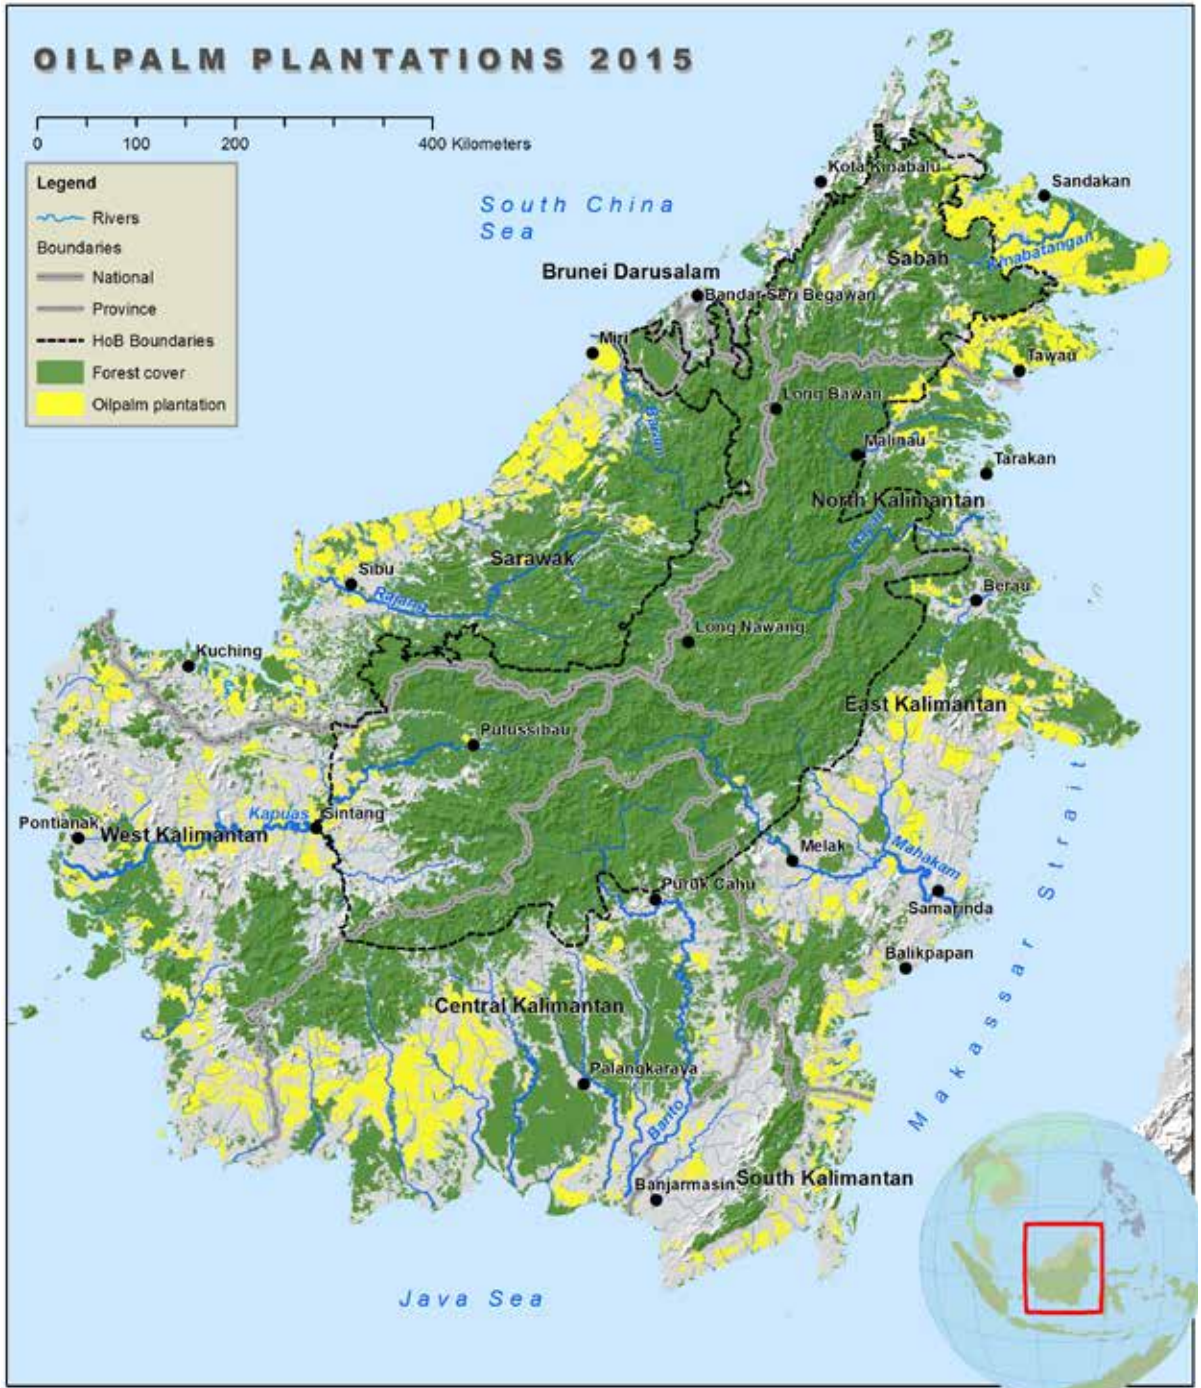 OILPALM PLANTATIONS 2015
0 100 200 400 Kilometers
Legend
Rivers
Boundaries
National
Province
HoB Boundaries
Forest cover
Oilpalm plantation
South China
Sea
Kota Kinabalu
Sandakan
Kinabatangan
Sabah
Brunei Darusalam
Bandar Seri Begawan
Miri
Tawau
Long Bawan
Baram
Malinau
Tarakan
North Kalimantan
Sarawak
Sibu
Rajang
Berau
Long Nawang
Kuching
East Kalimantan
Putussibau
Makassar Strait
Kapuas
Sintang
Pontianak
West Kalimantan
Melak
Mahakam
Puruk Cahu
Samarinda
Balikpapan
Central Kalimantan
Palangkaraya
Barito
Banjarmasin
South Kalimantan
Java Sea